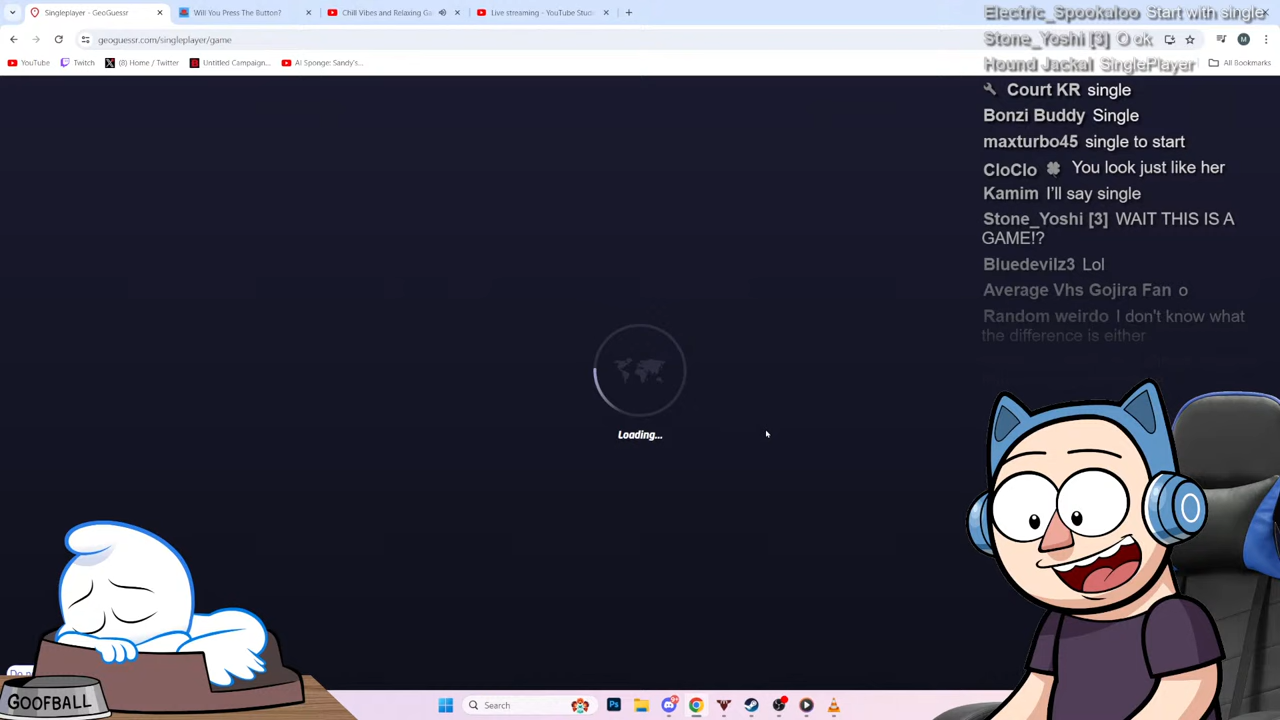 Singleplayer - GeoGuessr
Will You Press The Button?
Chill Vibes and Relaxing Ga
Live streaming - YouTube Studi
geoguessr.com/singleplayer/game
YouTube
Twitch
(8) Home / Twitter
Untitled Campaign...
AI Sponge: Sandy's...
All Bookmarks
Electric_Spookaloo Start with single
Stone_Yoshi [3] O ok
Hound Jackal SinglePlayer
Court KR single
Bonzi Buddy Single
maxturbo45 single to start
CloClo You look just like her
Kamim I'll say single
Stone_Yoshi [3] WAIT THIS IS A
GAME!?
Bluedevilz3 Lol
Average Vhs Gojira Fan o
Random weirdo I don't know what
the difference is either
Loading...
GOOFBALL
Search